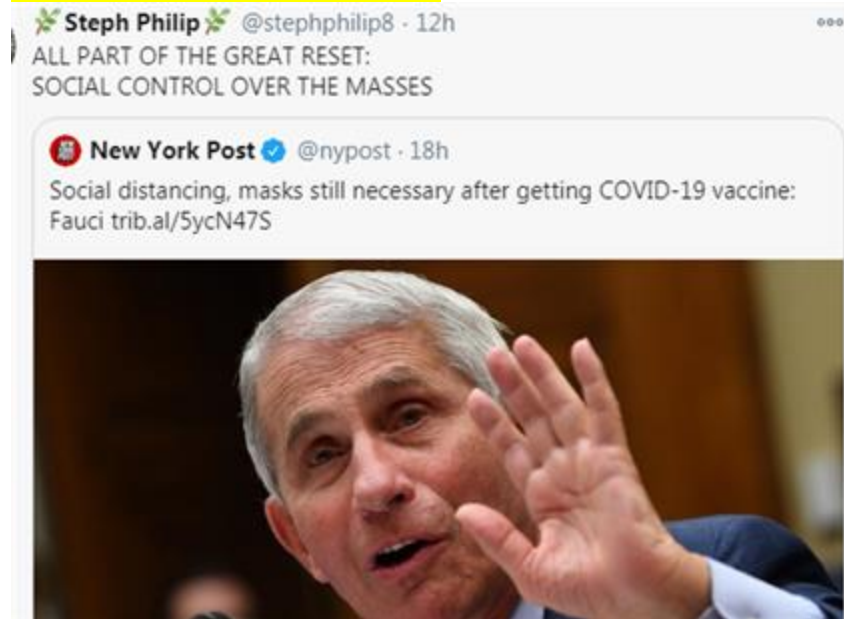 Steph Philip @stephphilip8 · 12h
ALL PART OF THE GREAT RESET:
SOCIAL CONTROL OVER THE MASSES
New York Post @nypost · 18h
Social distancing, masks still necessary after getting COVID-19 vaccine:
Fauci trib.al/5ycN47S